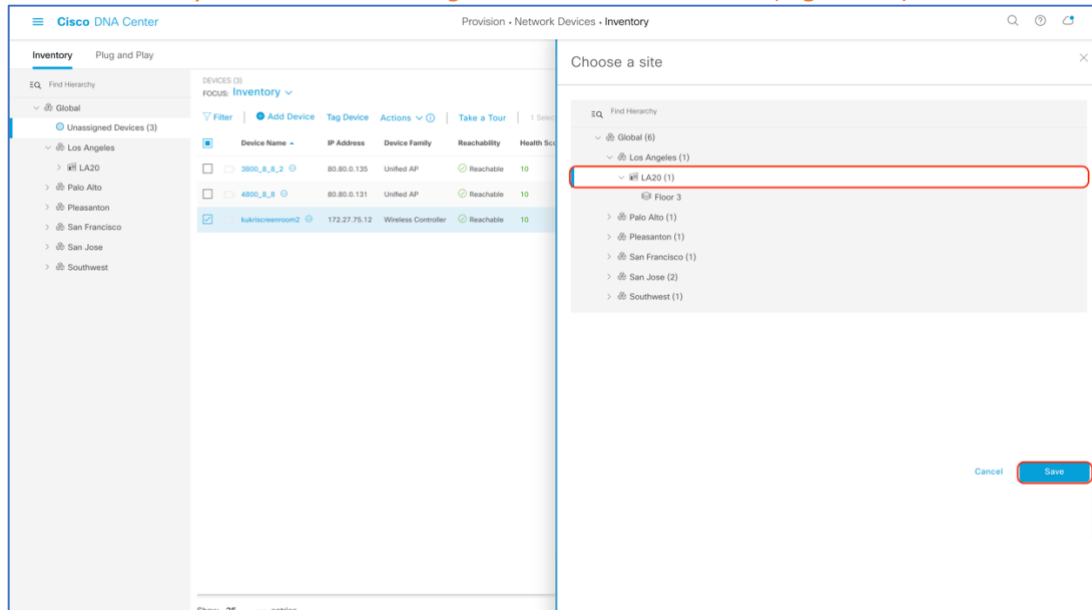 Cisco DNA Center
Provision • Network Devices • Inventory
Inventory Plug and Play
Find Hierarchy
Global
Unassigned Devices (3)
Los Angeles
LA20
Palo Alto
Pleasanton
San Francisco
San Jose
Southwest
DEVICES (3)
FOCUS: Inventory
Filter Add Device Tag Device Actions Take a Tour 1 Selec
Device Name IP Address Device Family Reachability Health Sco
3800_8_8_2 80.80.0.135 Unified AP Reachable 10
4800_8_8 80.80.0.131 Unified AP Reachable 10
kukriscreenroom2 172.27.75.12 Wireless Controller Reachable 10
Choose a site
Find Hierarchy
Global (6)
Los Angeles (1)
LA20 (1)
Floor 3
Palo Alto (1)
Pleasanton (1)
San Francisco (1)
San Jose (2)
Southwest (1)
Cancel Save